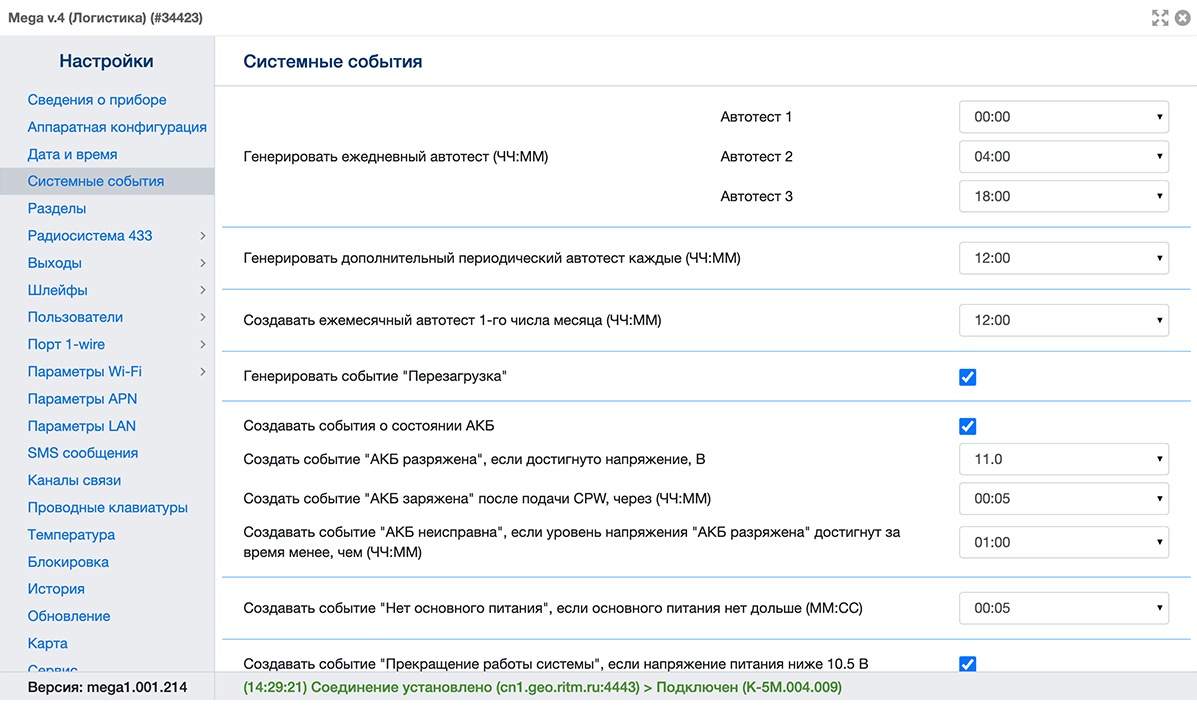 Mega v.4 (Логистика) (#34423)
Настройки
Сведения о приборе
Аппаратная конфигурация
Дата и время
Системные события
Разделы
Радиосистема 433
Выходы
Шлейфы
Пользователи
Порт 1-wire
Параметры Wi-Fi
Параметры APN
Параметры LAN
SMS сообщения
Каналы связи
Проводные клавиатуры
Температура
Блокировка
История
Обновление
Карта
Сервис
Версия: mega1.001.214
Системные события
Генерировать ежедневный автотест (ЧЧ:ММ)
Автотест 1 00:00
Автотест 2 04:00
Автотест 3 18:00
Генерировать дополнительный периодический автотест каждые (ЧЧ:ММ) 12:00
Создавать ежемесячный автотест 1-го числа месяца (ЧЧ:ММ) 12:00
Генерировать событие "Перезагрузка"
Создавать события о состоянии АКБ
Создать событие "АКБ разряжена", если достигнуто напряжение, В 11.0
Создать событие "АКБ заряжена" после подачи CPW, через (ЧЧ:ММ) 00:05
Создавать событие "АКБ неисправна", если уровень напряжения "АКБ разряжена" достигнут за
время менее, чем (ЧЧ:ММ) 01:00
Создавать событие "Нет основного питания", если основного питания нет дольше (ММ:СС) 00:05
Создавать событие "Прекращение работы системы", если напряжение питания ниже 10.5 В
(14:29:21) Соединение установлено (cn1.geo.ritm.ru:4443) > Подключен (K-5M.004.009)